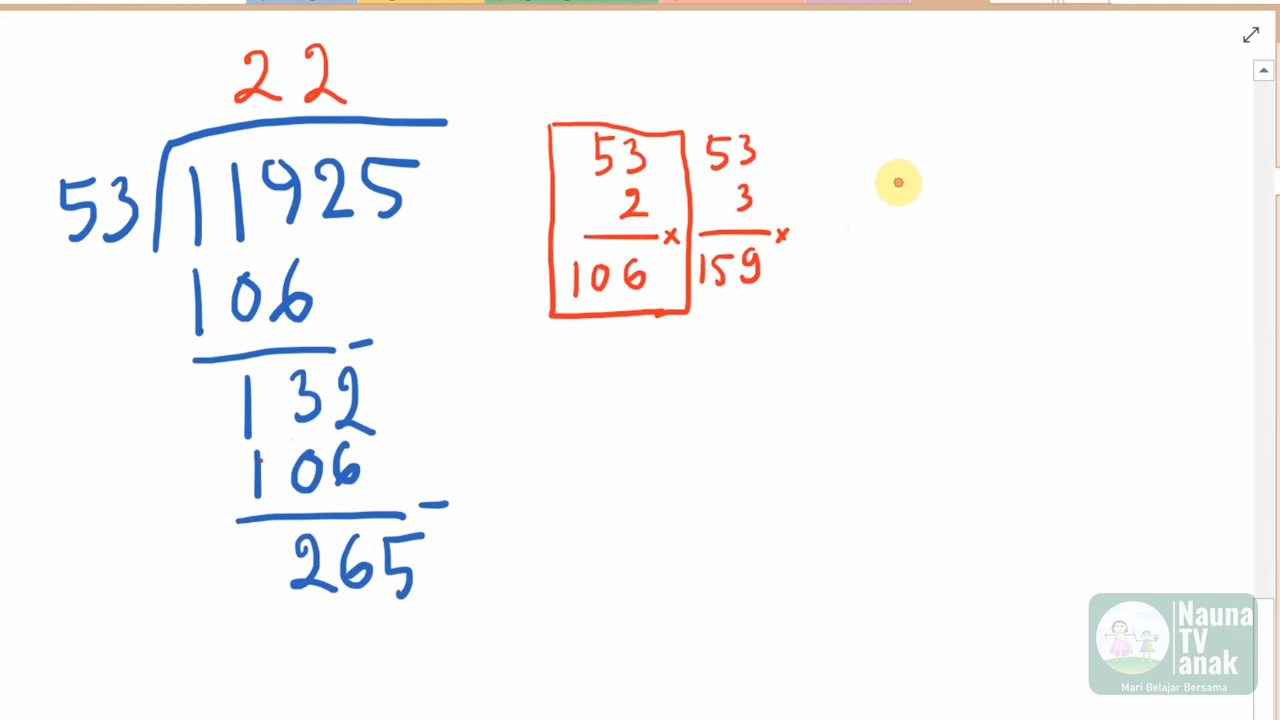 22
53 11925
106
-
132
106
-
265
53
2
x
106
53
3
x
159
Nauna
TV
anak
Mari Belajar Bersama